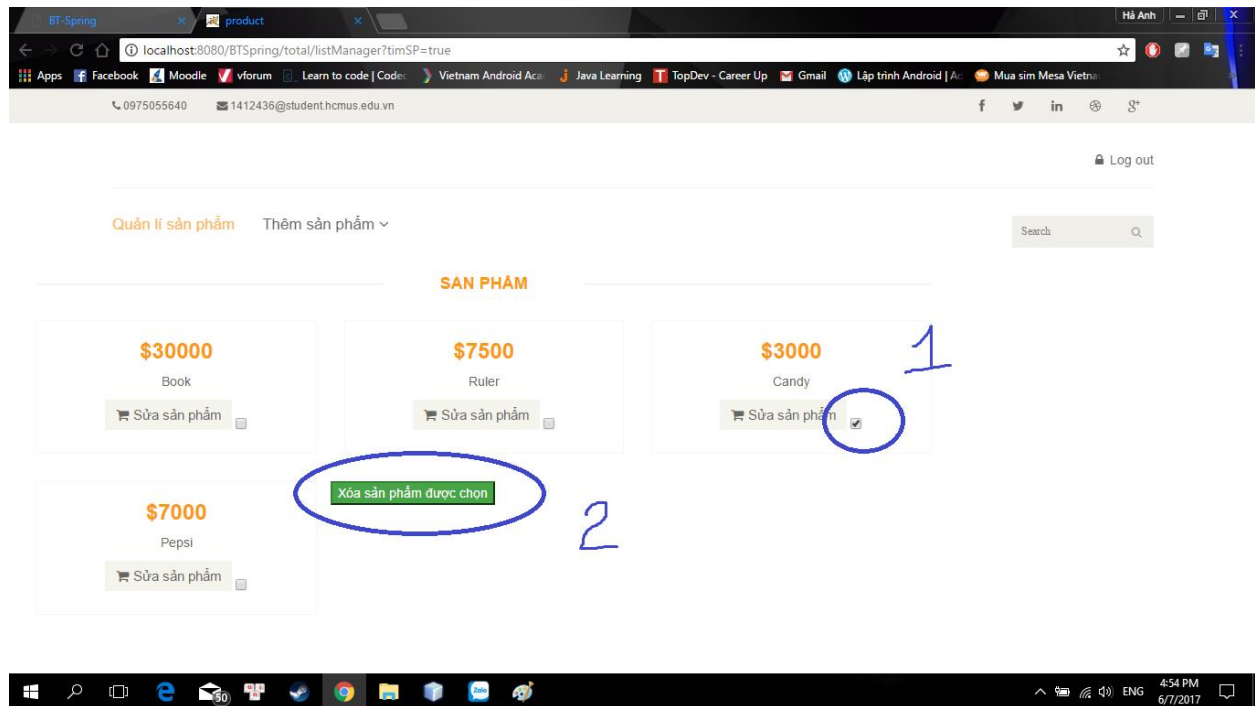 BT-Spring
product
Hả Anh
localhost:8080/BTSpring/total/listManager?timSP=true
Apps Facebook Moodle vforum Learn to code | Codec Vietnam Android Aca Java Learning TopDev - Career Up Gmail Lập trình Android | Ac Mua sim Mesa Vietna
0975055640 1412436@student.hcmus.edu.vn
Log out
Quản lí sản phẩm Thêm sản phẩm
Search
SẢN PHẨM
$30000 $7500 $3000
1
Book Ruler Candy
Sửa sản phẩm Sửa sản phẩm Sửa sản phẩm
Xóa sản phẩm được chọn
2
$7000
Pepsi
Sửa sản phẩm
50
ENG
4:54 PM
6/7/2017